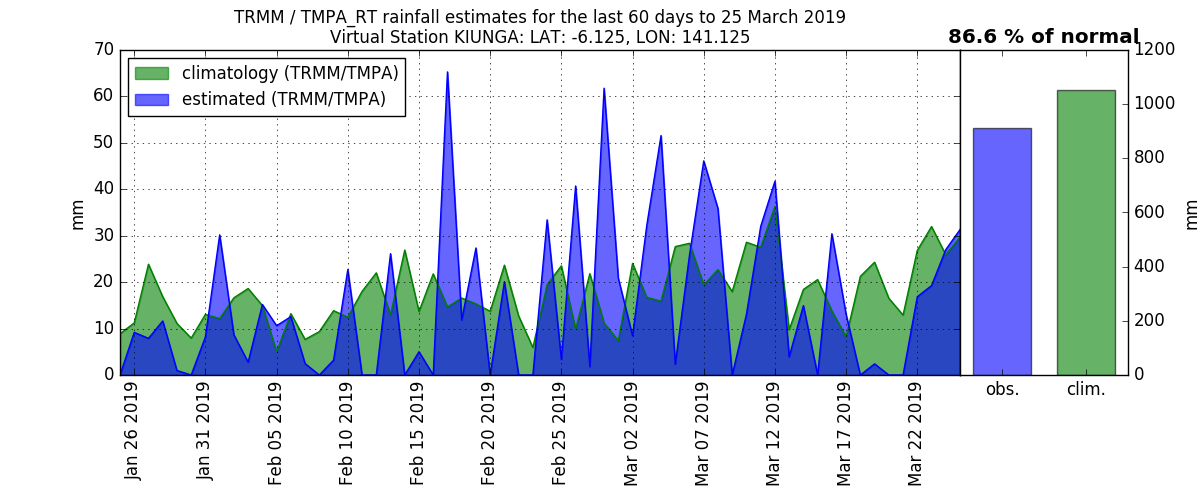 TRMM / TMPA_RT rainfall estimates for the last 60 days to 25 March 2019
Virtual Station KIUNGA: LAT: -6.125, LON: 141.125
86.6 % of normal
climatology (TRMM/TMPA)
estimated (TRMM/TMPA)
70
60
50
40
30
20
10
0
mm
1200
1000
800
600
400
200
0
mm
Jan 26 2019
Jan 31 2019
Feb 05 2019
Feb 10 2019
Feb 15 2019
Feb 20 2019
Feb 25 2019
Mar 02 2019
Mar 07 2019
Mar 12 2019
Mar 17 2019
Mar 22 2019
obs.
clim.